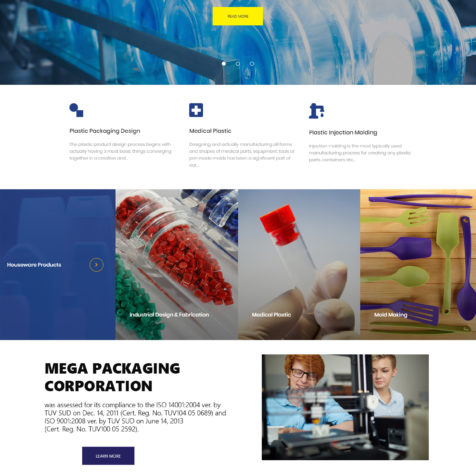 READ MORE
Plastic Packaging Design
The plastic product design process begins with
actually having a most basic things converging
together in a creative and
Medical Plastic
Designing and actually manufacturing all forms
and shapes of medical parts, equipment, tubes or
pim medo molds has been a significant part of
our...
Plastic Injection Molding
Injection molding is the most typically used
manufacturing process for creating any plastic
parts, containers etc...
Houseware Products
Industrial Design & Fabrication
Medical Plastic
Mold Making
MEGA PACKAGING
CORPORATION
was assessed for its compliance to the ISO 14001:2004 ver. by
TUV SUD on Dec. 14, 2011 (Cert. Reg. No. TUV104 05 0689) and
ISO 9001:2008 ver. by TUV SUD on June 14, 2013
(Cert. Reg. No. TUV100 05 2592).
LEARN MORE